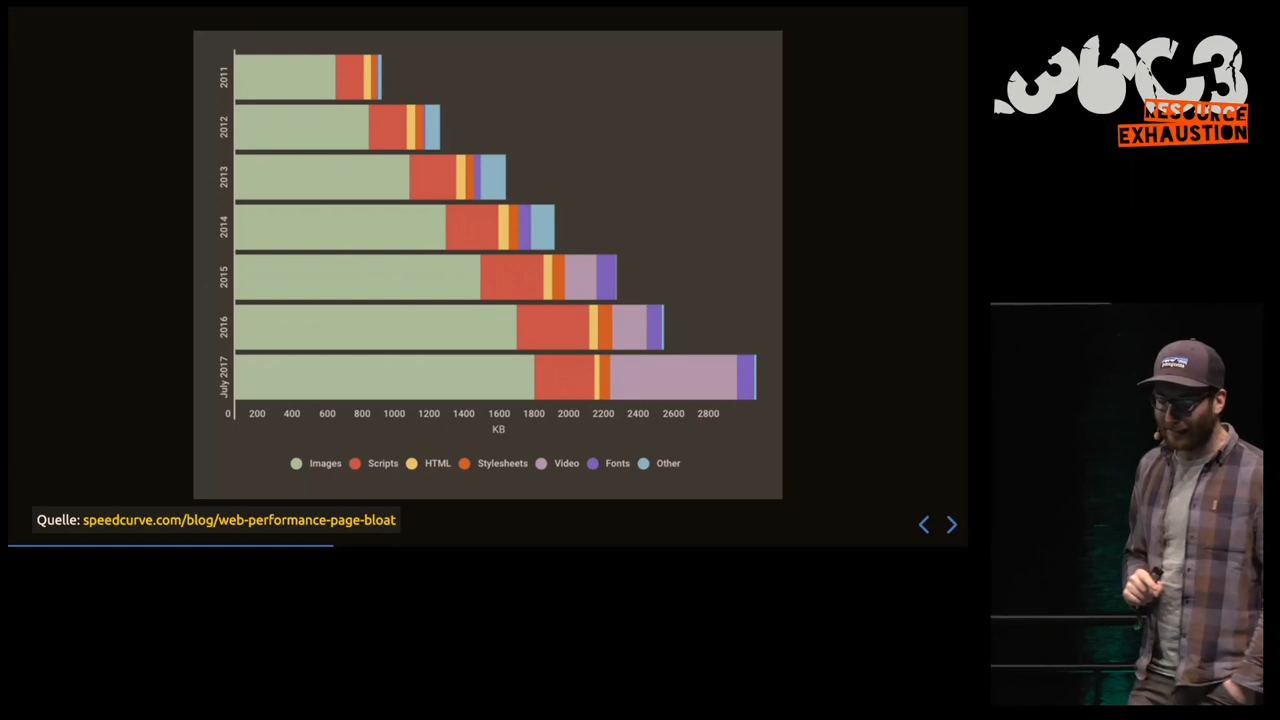 36C3
RESOURCE
EXHAUSTION
2011
2012
2013
2014
2015
2016
July 2017
0 200 400 600 800 1000 1200 1400 1600 1800 2000 2200 2400 2600 2800
KB
Images Scripts HTML Stylesheets Video Fonts Other
Quelle: speedcurve.com/blog/web-performance-page-bloat
patagonia